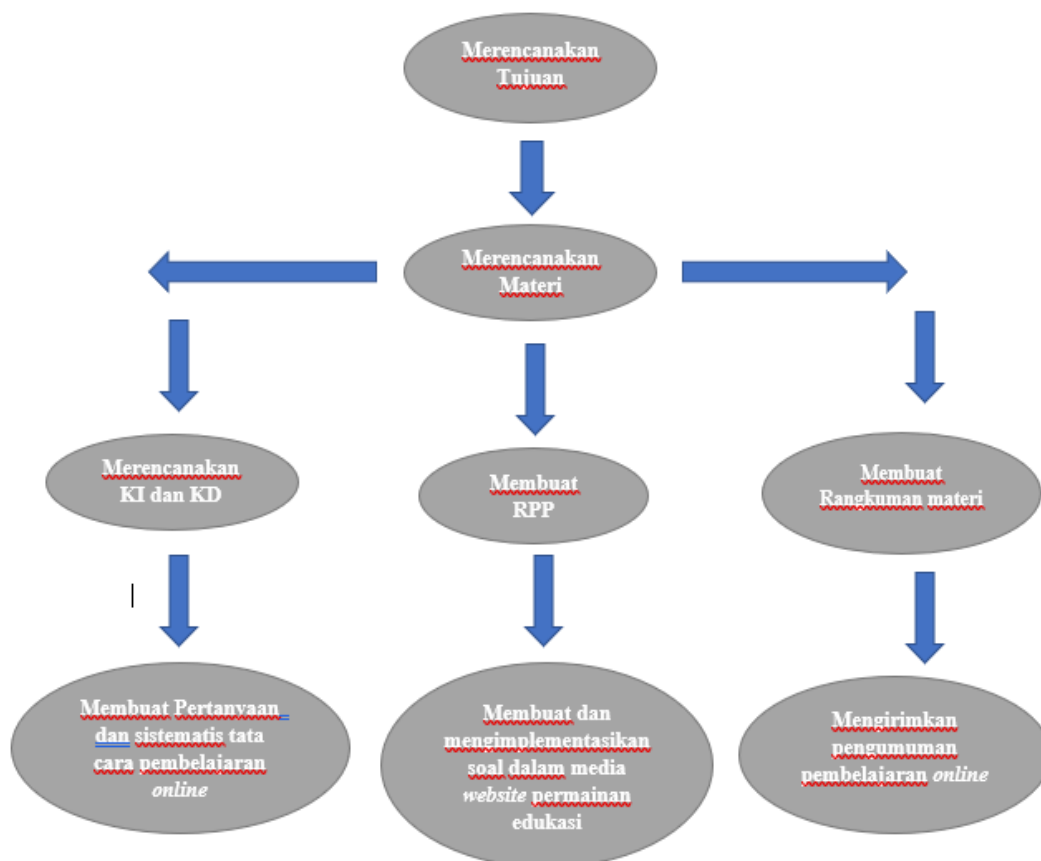 Merencanakan
Tujuan
Merencanakan
Materi
Merencanakan
KI dan KD
Membuat
RPP
Membuat
Rangkuman materi
Membuat Pertanyaan
dan sistematis tata
cara pembelajaran
online
Membuat dan
mengimplementasikan
soal dalam media
website permainan
edukasi
Mengirimkan
pengumuman
pembelajaran online